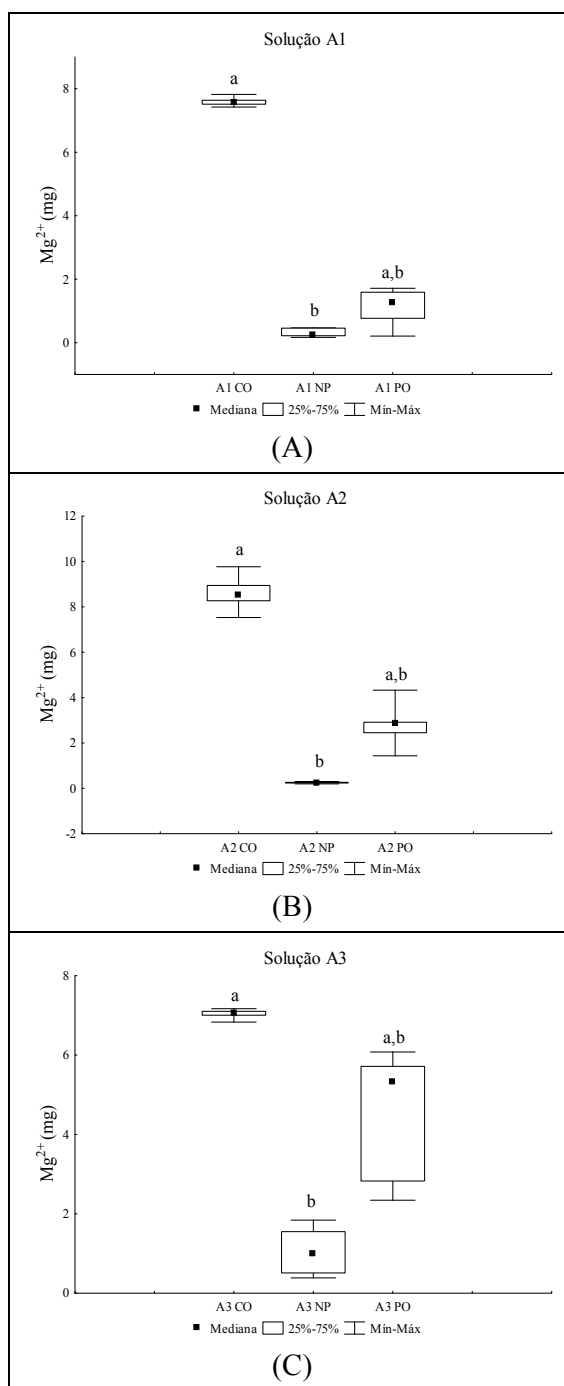 Solução A1
8
6
4
2
0
Mg²⁺ (mg)
a
b
a,b
A1 CO A1 NP A1 PO
Mediana 25%-75% Mín-Máx
(A)
Solução A2
12
10
8
6
4
2
0
-2
Mg²⁺ (mg)
a
b
a,b
A2 CO A2 NP A2 PO
Mediana 25%-75% Mín-Máx
(B)
Solução A3
8
6
4
2
0
Mg²⁺ (mg)
a
b
a,b
A3 CO A3 NP A3 PO
Mediana 25%-75% Mín-Máx
(C)